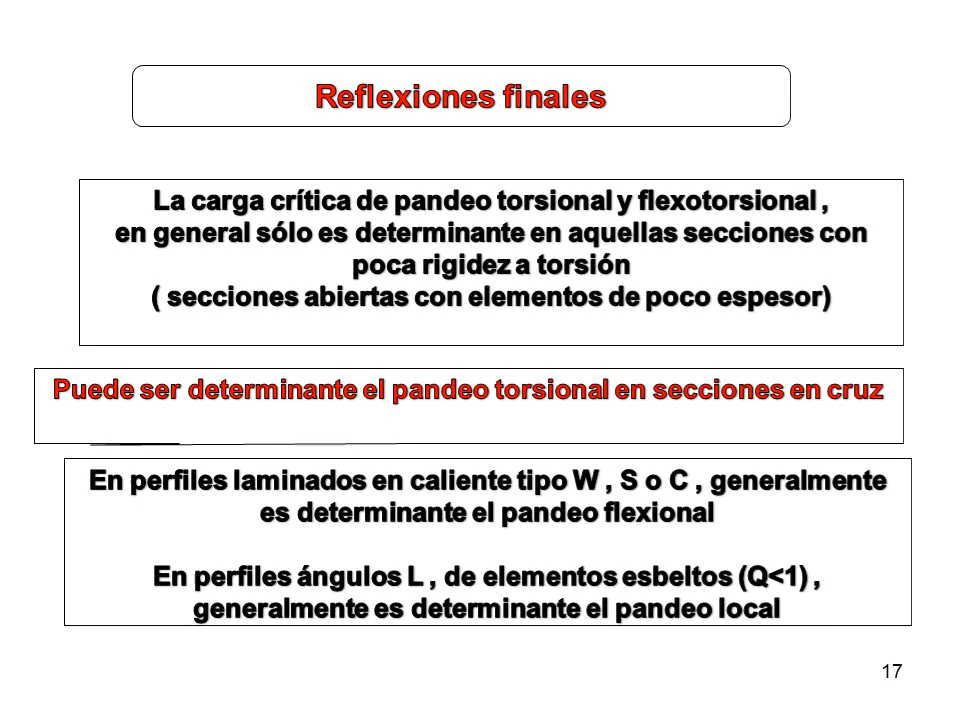 Reflexiones finales
La carga crítica de pandeo torsional y flexotorsional ,
en general sólo es determinante en aquellas secciones con
poca rigidez a torsión
( secciones abiertas con elementos de poco espesor)
Puede ser determinante el pandeo torsional en secciones en cruz
En perfiles laminados en caliente tipo W , S o C , generalmente
es determinante el pandeo flexional
En perfiles ángulos L , de elementos esbeltos (Q<1) ,
generalmente es determinante el pandeo local
17